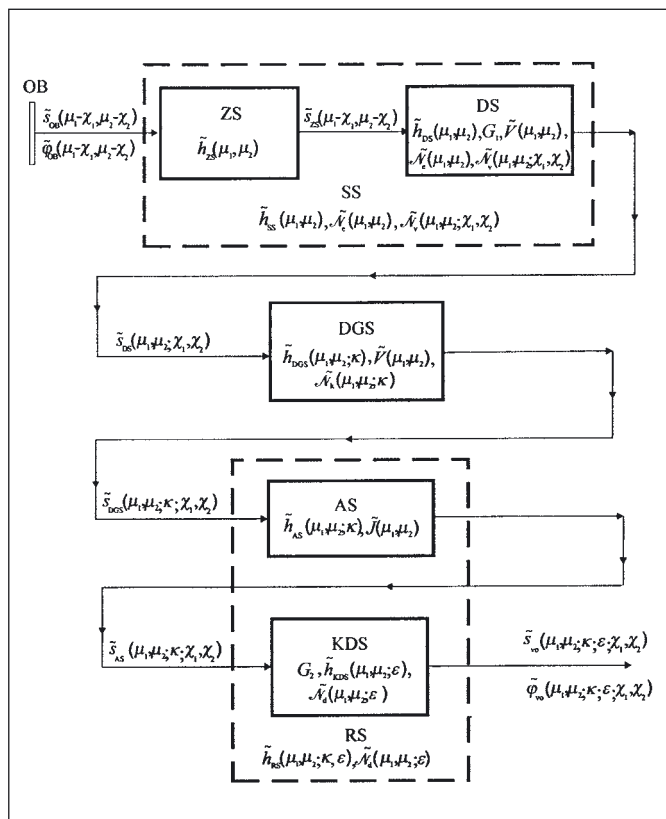 OB
s̃_OB(μ₁-χ₁,μ₂-χ₂)
φ̃_OB(μ₁-χ₁,μ₂-χ₂)
ZS
h̃_ZS(μ₁,μ₂)
s̃_ZS(μ₁-χ₁,μ₂-χ₂)
DS
h̃_DS(μ₁,μ₂),G₁,Ṽ(μ₁,μ₂),
𝒩̃_e(μ₁,μ₂),𝒩̃_v(μ₁,μ₂;χ₁,χ₂)
SS
h̃_SS(μ₁,μ₂),𝒩̃_e(μ₁,μ₂),𝒩̃_v(μ₁,μ₂;χ₁,χ₂)
s̃_DS(μ₁,μ₂;χ₁,χ₂)
DGS
h̃_DGS(μ₁,μ₂;κ),Ṽ(μ₁,μ₂),
𝒩̃_k(μ₁,μ₂;κ)
s̃_DGS(μ₁,μ₂;κ;χ₁,χ₂)
AS
h̃_AS(μ₁,μ₂;κ),J̃(μ₁,μ₂)
s̃_AS(μ₁,μ₂;κ;χ₁,χ₂)
KDS
G₂,h̃_KDS(μ₁,μ₂;ε),
𝒩̃_d(μ₁,μ₂;ε)
s̃_vo(μ₁,μ₂;κ;ε;χ₁,χ₂)
φ̃_vo(μ₁,μ₂;κ;ε;χ₁,χ₂)
RS
h̃_RS(μ₁,μ₂;κ,ε),𝒩̃_d(μ₁,μ₂;ε)